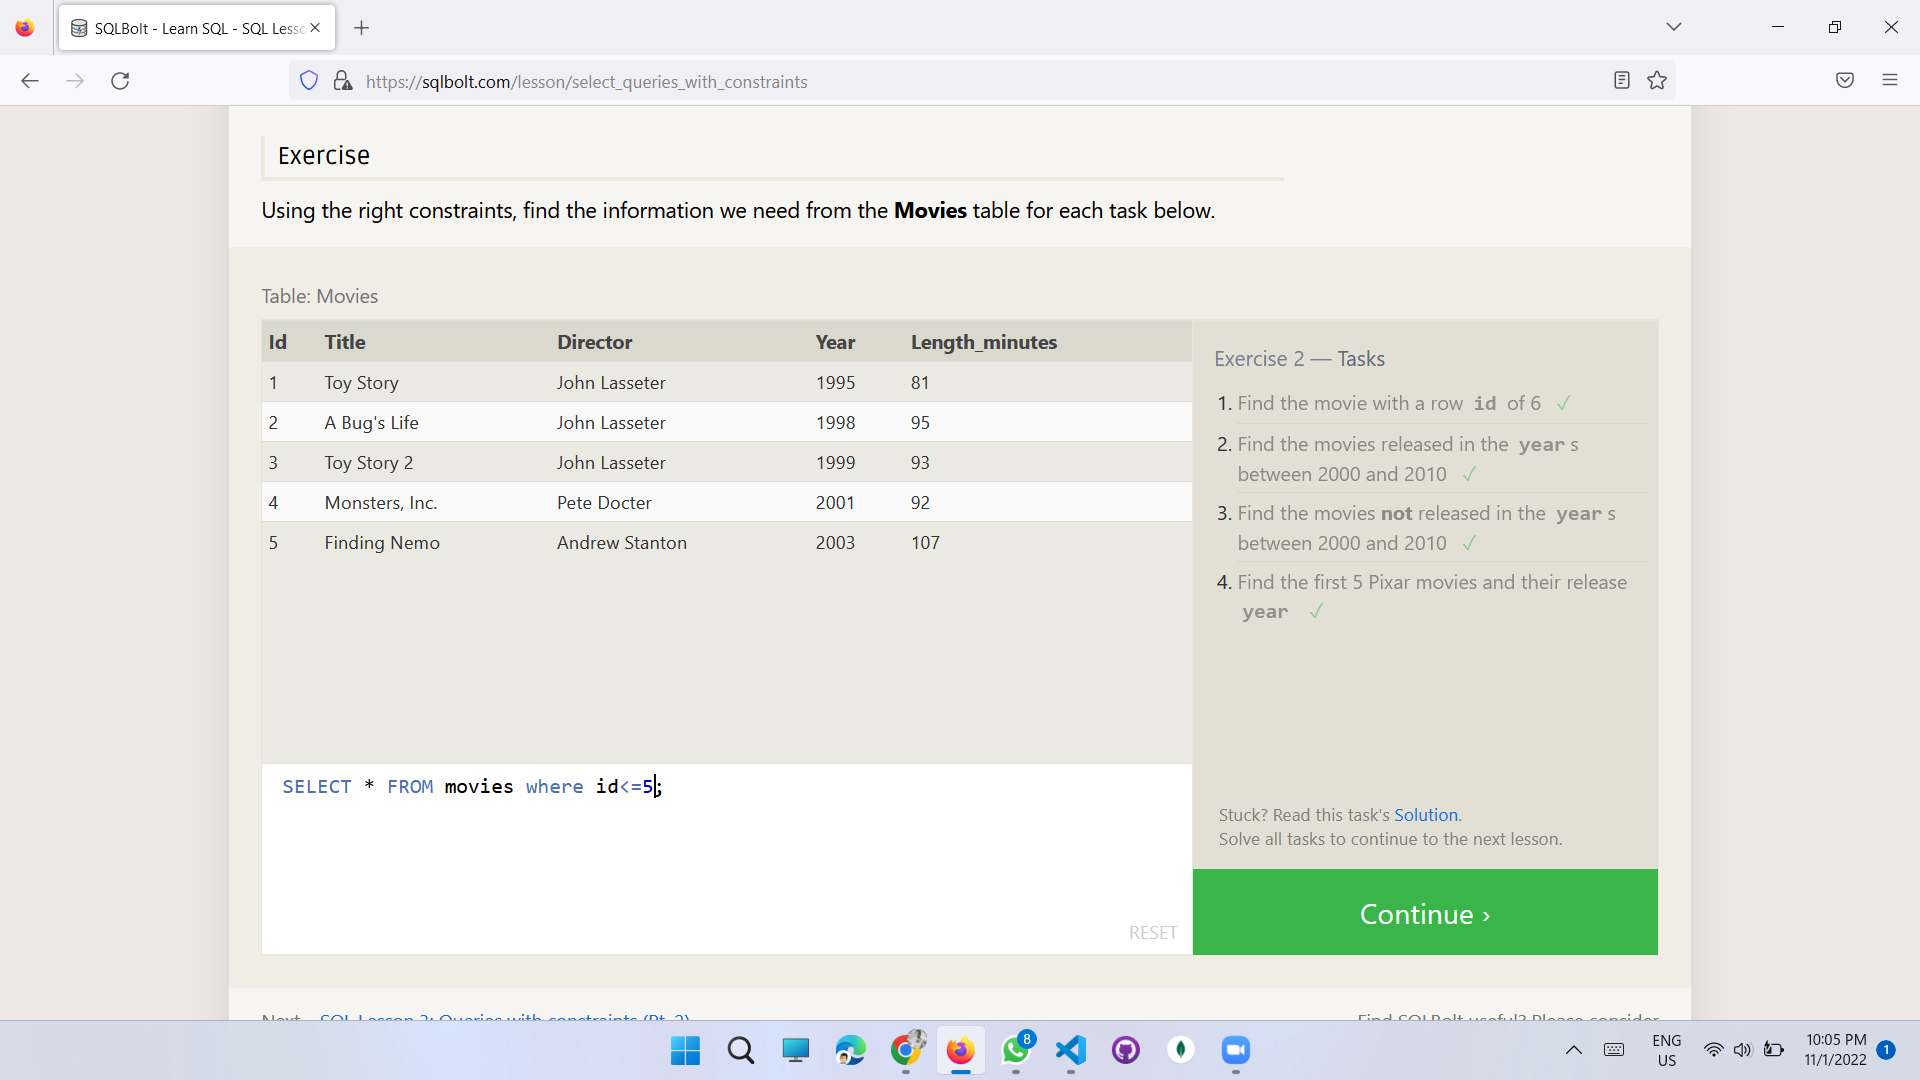 SQLBolt - Learn SQL - SQL Lesso
https://sqlbolt.com/lesson/select_queries_with_constraints
Exercise
Using the right constraints, find the information we need from the Movies table for each task below.
Table: Movies
Id Title Director Year Length_minutes
1 Toy Story John Lasseter 1995 81
2 A Bug's Life John Lasseter 1998 95
3 Toy Story 2 John Lasseter 1999 93
4 Monsters, Inc. Pete Docter 2001 92
5 Finding Nemo Andrew Stanton 2003 107
Exercise 2 — Tasks
1. Find the movie with a row id of 6 ✓
2. Find the movies released in the year s
between 2000 and 2010 ✓
3. Find the movies not released in the year s
between 2000 and 2010 ✓
4. Find the first 5 Pixar movies and their release
year ✓
SELECT * FROM movies where id<=5;
RESET
Stuck? Read this task's Solution.
Solve all tasks to continue to the next lesson.
Continue ›
Next – SQL Lesson 3: Queries with constraints (Pt. 2)
Find SQLBolt useful? Please consider
8
ENG
US
10:05 PM
11/1/2022
1